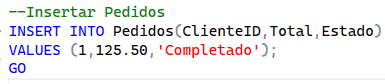 --Insertar Pedidos
INSERT INTO Pedidos(ClienteID,Total,Estado)
VALUES (1,125.50,'Completado');
GO